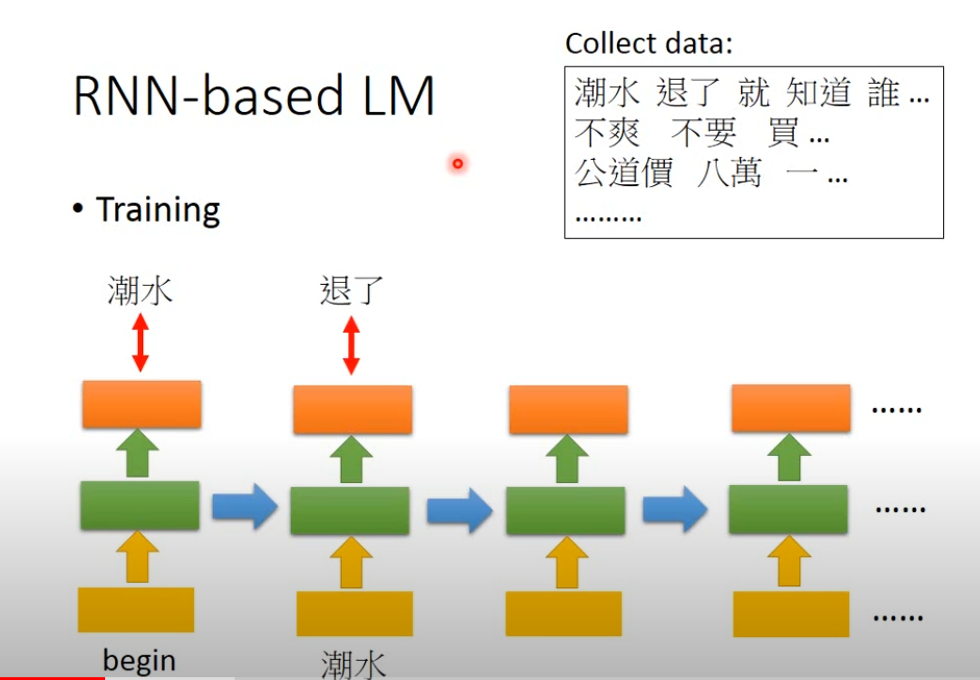 RNN-based LM
Collect data:
潮水 退了 就 知道 誰 …
不爽 不要 買 …
公道價 八萬 一 …
………
• Training
潮水 退了
……
……
……
begin 潮水